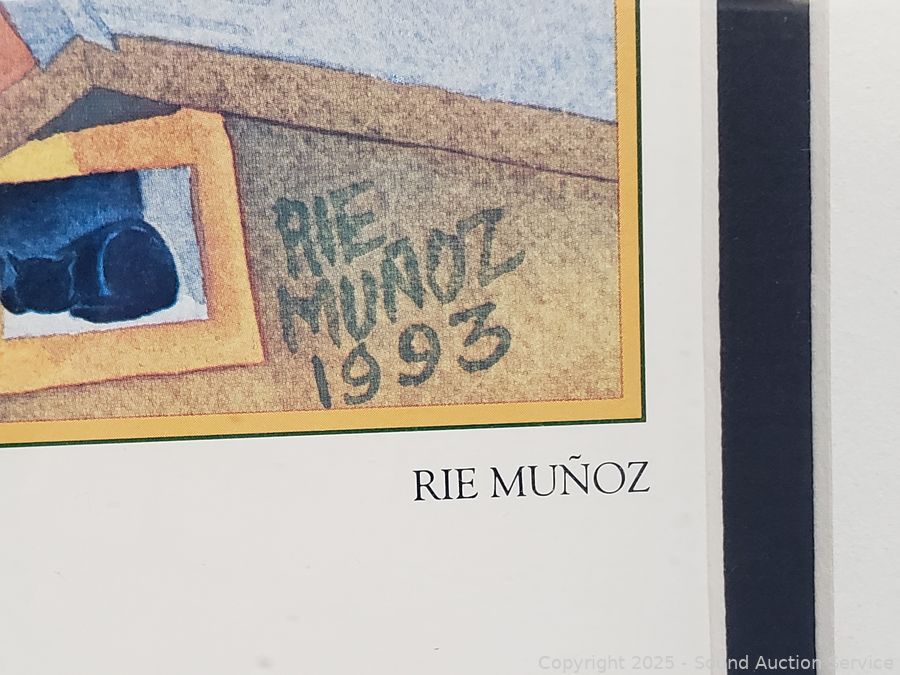 RIE
MUÑOZ
1993
RIE MUÑOZ
Copyright 2025 - Sound Auction Service